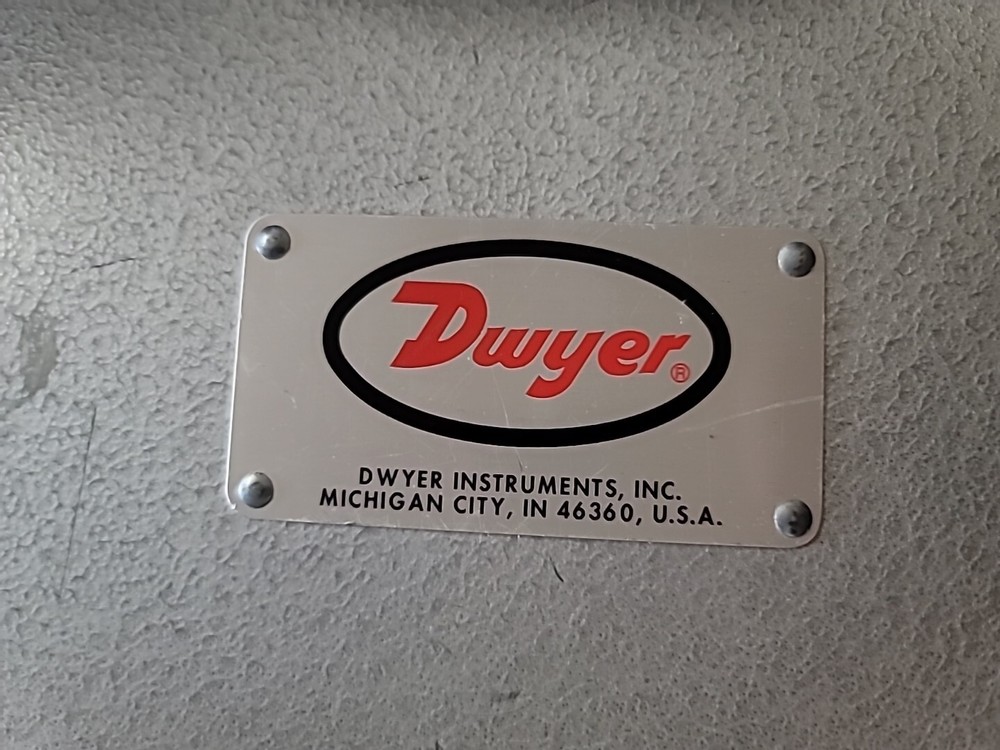 Dwyer®
DWYER INSTRUMENTS, INC.
MICHIGAN CITY, IN 46360, U.S.A.